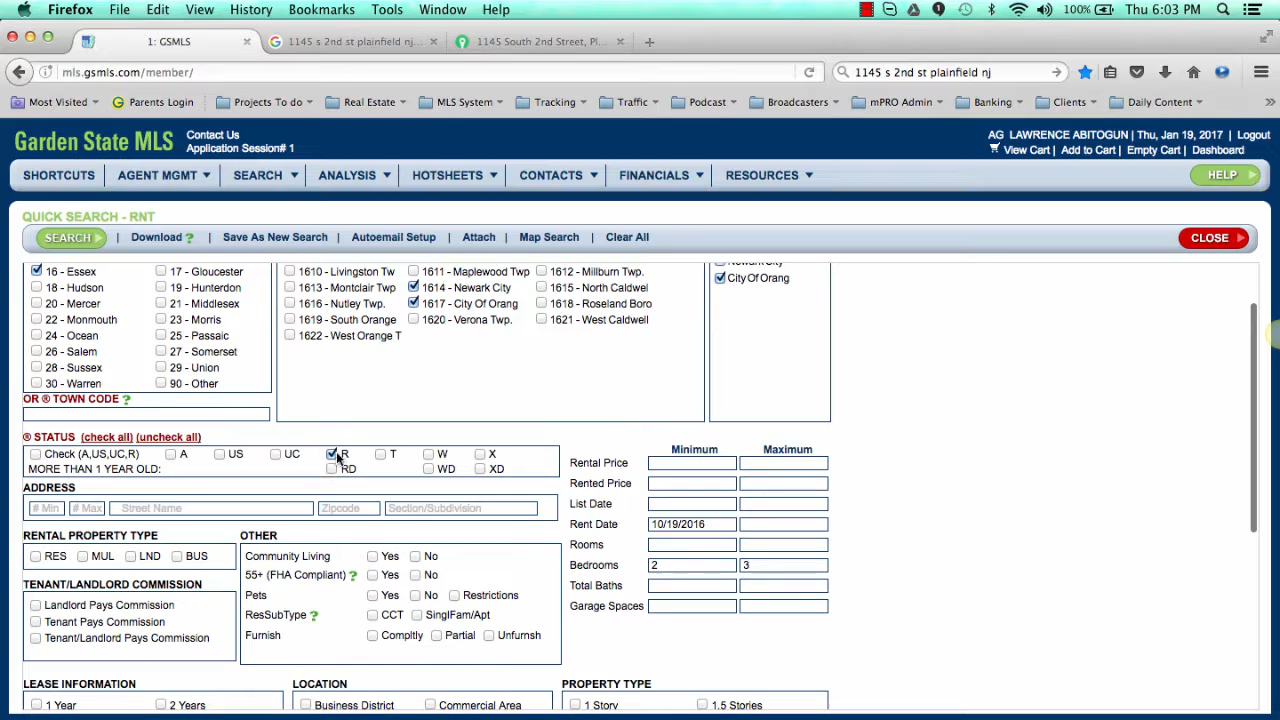 Firefox File Edit View History Bookmarks Tools Window Help 100% Thu 6:03 PM
1: GSMLS × 1145 s 2nd st plainfield nj... × 1145 South 2nd Street, Pl... × +
mls.gsmls.com/member/ 1145 s 2nd st plainfield nj
Most Visited Parents Login Projects To do Real Estate MLS System Tracking Traffic Podcast Broadcasters mPRO Admin Banking Clients Daily Content
Garden State MLS Contact Us AG LAWRENCE ABITOGUN | Thu, Jan 19, 2017 | Logout
Application Session# 1 View Cart | Add to Cart | Empty Cart | Dashboard
SHORTCUTS AGENT MGMT SEARCH ANALYSIS HOTSHEETS CONTACTS FINANCIALS RESOURCES HELP
QUICK SEARCH - RNT
SEARCH | Download ? | Save As New Search | Autoemail Setup | Attach | Map Search | Clear All CLOSE
Newark City
16 - Essex 17 - Gloucester 1610 - Livingston Tw 1611 - Maplewood Twp 1612 - Millburn Twp. City Of Orang
18 - Hudson 19 - Hunterdon 1613 - Montclair Twp 1614 - Newark City 1615 - North Caldwel
20 - Mercer 21 - Middlesex 1616 - Nutley Twp. 1617 - City Of Orang 1618 - Roseland Boro
22 - Monmouth 23 - Morris 1619 - South Orange 1620 - Verona Twp. 1621 - West Caldwell
24 - Ocean 25 - Passaic 1622 - West Orange T
26 - Salem 27 - Somerset
28 - Sussex 29 - Union
30 - Warren 90 - Other
OR ® TOWN CODE ?
® STATUS (check all) (uncheck all)
Check (A,US,UC,R) A US UC R T W X
MORE THAN 1 YEAR OLD: RD WD XD
ADDRESS
# Min # Max Street Name Zipcode Section/Subdivision
Minimum Maximum
Rental Price
Rented Price
List Date
Rent Date 10/19/2016
Rooms
Bedrooms 2 3
Total Baths
Garage Spaces
RENTAL PROPERTY TYPE
RES MUL LND BUS
TENANT/LANDLORD COMMISSION
Landlord Pays Commission
Tenant Pays Commission
Tenant/Landlord Pays Commission
OTHER
Community Living Yes No
55+ (FHA Compliant) ? Yes No
Pets Yes No Restrictions
ResSubType ? CCT SinglFam/Apt
Furnish Compltly Partial Unfurnsh
LEASE INFORMATION LOCATION PROPERTY TYPE
1 Year 2 Years Business District Commercial Area 1 Story 1.5 Stories